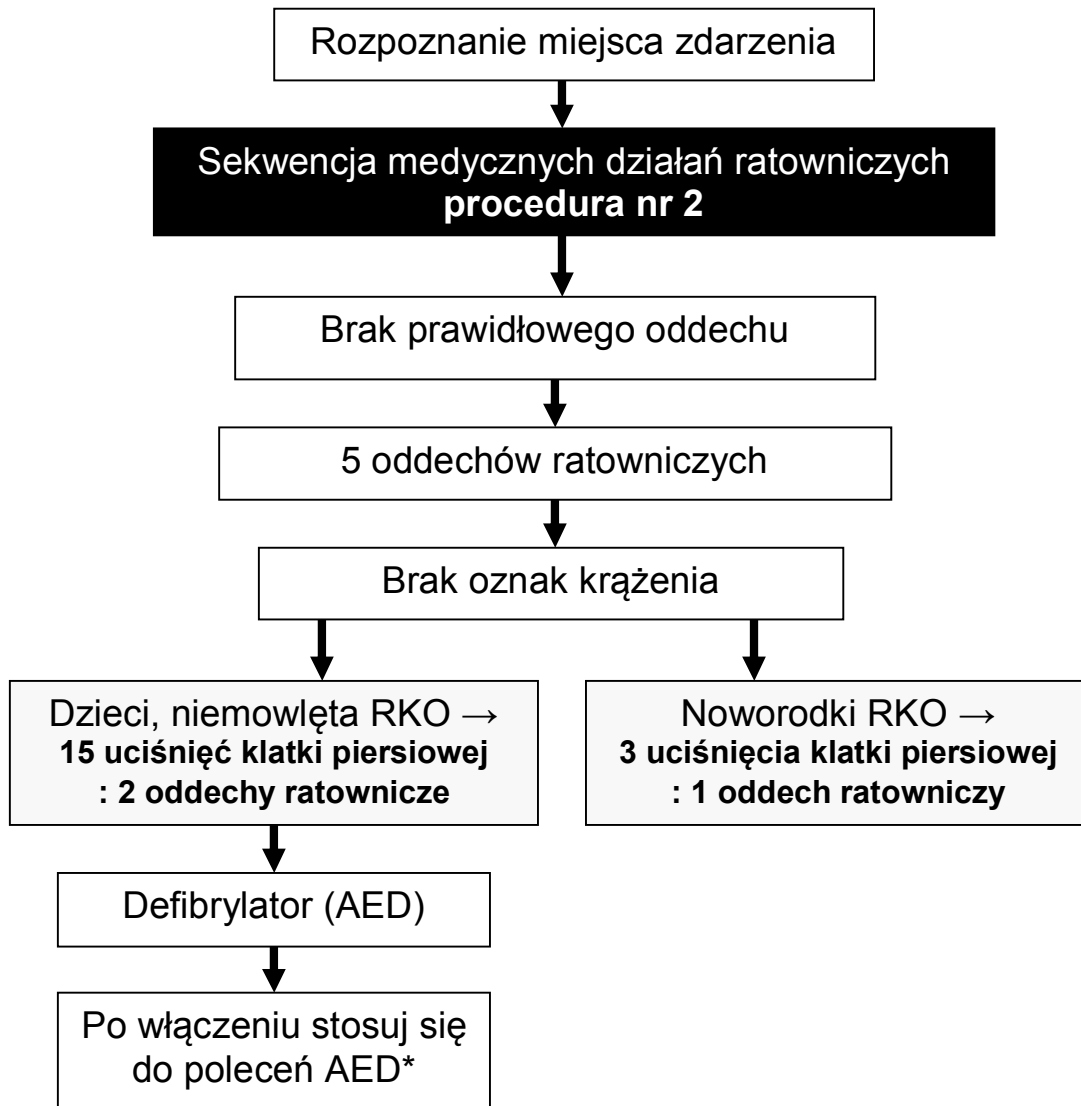 Rozpoznanie miejsca zdarzenia
Sekwencja medycznych działań ratowniczych
procedura nr 2
Brak prawidłowego oddechu
5 oddechów ratowniczych
Brak oznak krążenia
Dzieci, niemowlęta RKO →
15 uciśnięć klatki piersiowej
: 2 oddechy ratownicze
Noworodki RKO →
3 uciśnięcia klatki piersiowej
: 1 oddech ratowniczy
Defibrylator (AED)
Po włączeniu stosuj się
do poleceń AED*